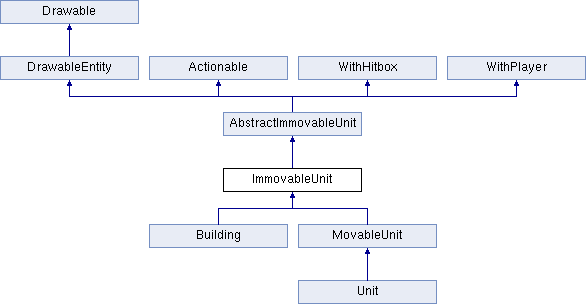 Drawable
DrawableEntity
Actionable
WithHitbox
WithPlayer
AbstractImmovableUnit
ImmovableUnit
Building
MovableUnit
Unit